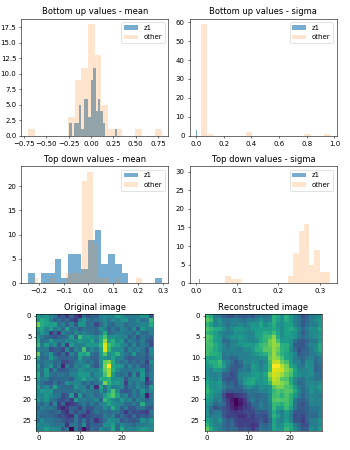 Bottom up values - mean
Bottom up values - sigma
17.5
15.0
12.5
10.0
7.5
5.0
2.5
0.0
z1
other
−0.75 −0.50 −0.25 0.00 0.25 0.50 0.75
60
50
40
30
20
10
0
z1
other
0.0 0.2 0.4 0.6 0.8 1.0
Top down values - mean
Top down values - sigma
20
15
10
5
0
z1
other
−0.2 −0.1 0.0 0.1 0.2 0.3
30
25
20
15
10
5
0
z1
other
0.0 0.1 0.2 0.3
Original image
Reconstructed image
0
5
10
15
20
25
0 20
0
5
10
15
20
25
0 20